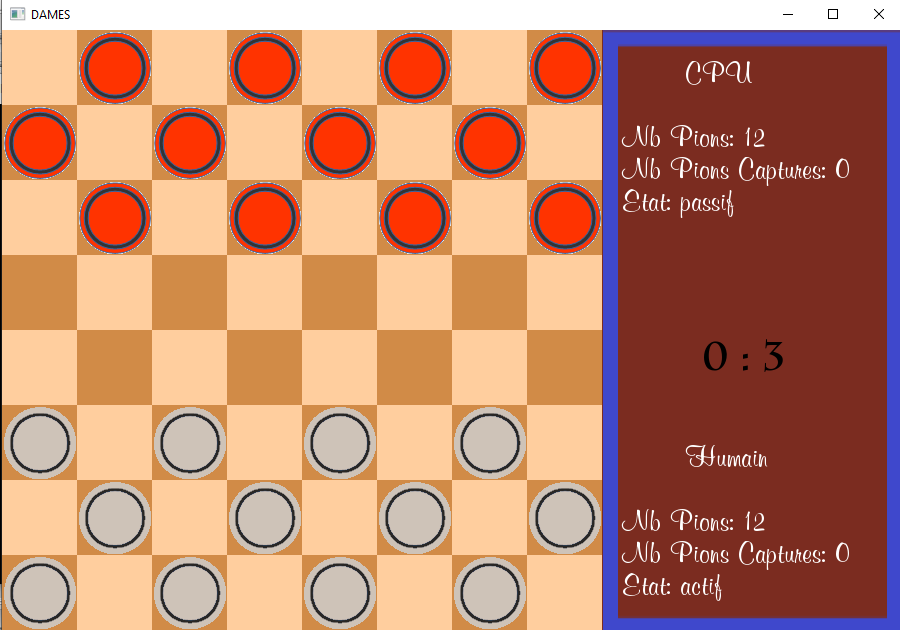 DAMES
CPU
Nb Pions: 12
Nb Pions Captures: 0
Etat: passif
0 : 3
Humain
Nb Pions: 12
Nb Pions Captures: 0
Etat: actif